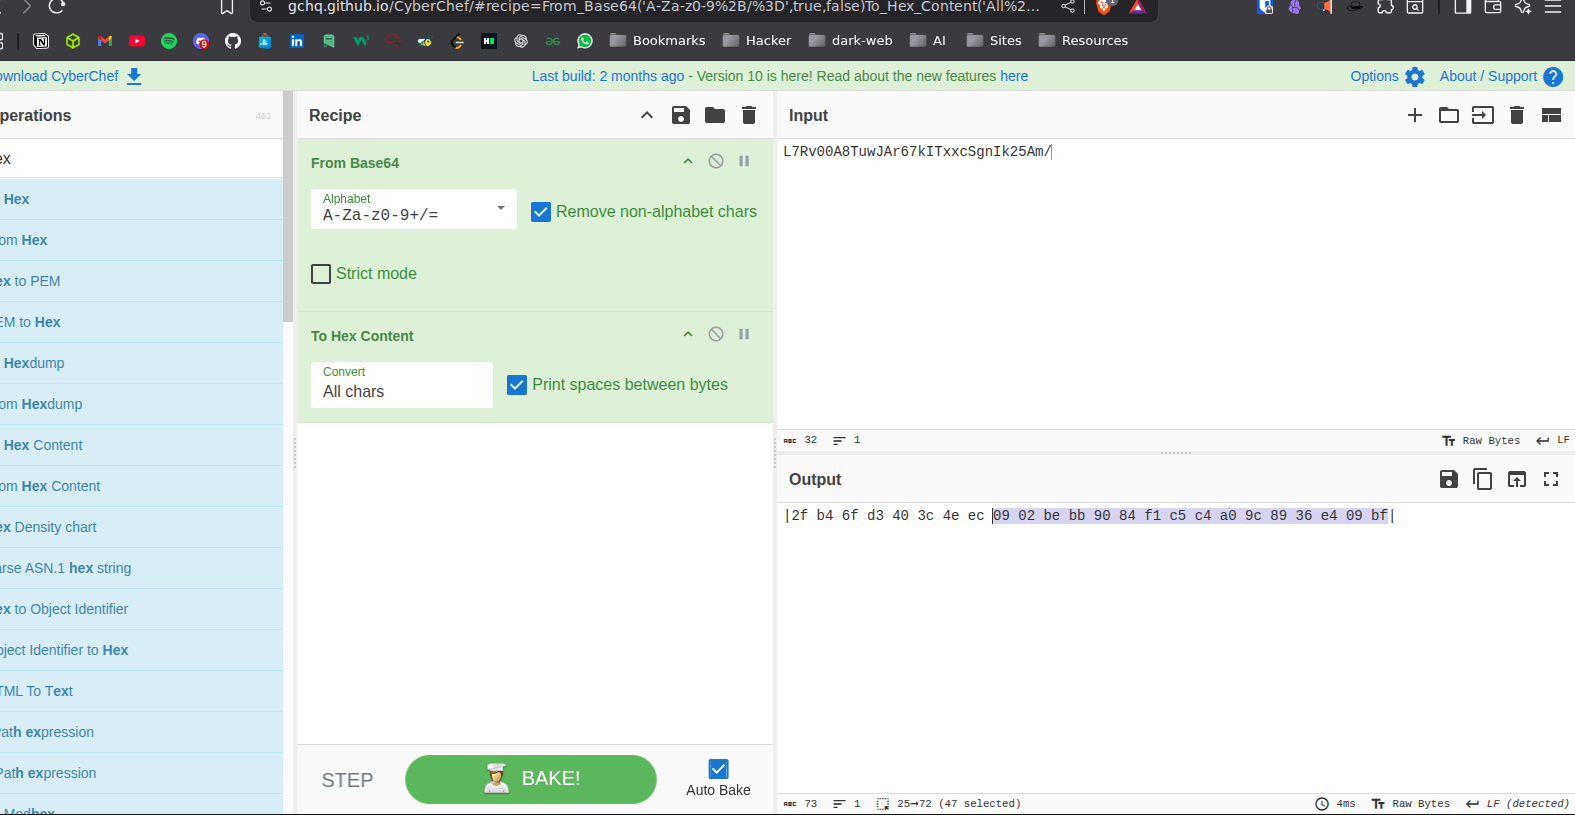 gchq.github.io/CyberChef/#recipe=From_Base64('A-Za-z0-9%2B/%3D',true,false)To_Hex_Content('All%2...
Bookmarks Hacker dark-web AI Sites Resources
ownload CyberChef Last build: 2 months ago - Version 10 is here! Read about the new features here Options About / Support
perations 463
ex
Hex
om Hex
ex to PEM
EM to Hex
Hexdump
om Hexdump
Hex Content
om Hex Content
ex Density chart
arse ASN.1 hex string
ex to Object Identifier
bject Identifier to Hex
TML To Text
Path expression
Path expression
Modhex
Recipe
From Base64
Alphabet
A-Za-z0-9+/=
Remove non-alphabet chars
Strict mode
To Hex Content
Convert
All chars
Print spaces between bytes
STEP
BAKE!
Auto Bake
Input
L7Rv00A8TuwJAr67kITxxcSgnIk25Am/
ABC 32 1 Raw Bytes LF
Output
|2f b4 6f d3 40 3c 4e ec 09 02 be bb 90 84 f1 c5 c4 a0 9c 89 36 e4 09 bf|
ABC 73 1 25→72 (47 selected) 4ms Raw Bytes LF (detected)